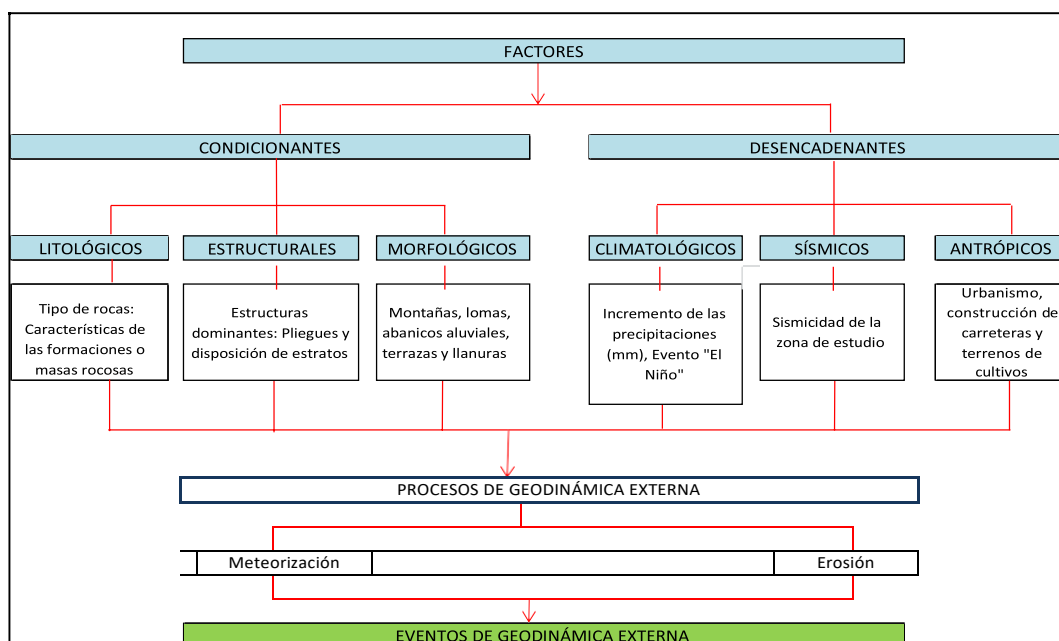 FACTORES
CONDICIONANTES
DESENCADENANTES
LITOLÓGICOS
ESTRUCTURALES
MORFOLÓGICOS
CLIMATOLÓGICOS
SÍSMICOS
ANTRÓPICOS
Tipo de rocas:
Características de
las formaciones o
masas rocosas
Estructuras
dominantes: Pliegues y
disposición de estratos
Montañas, lomas,
abanicos aluviales,
terrazas y llanuras
Incremento de las
precipitaciones
(mm), Evento "El
Niño"
Sismicidad de la
zona de estudio
Urbanismo,
construcción de
carreteras y
terrenos de
cultivos
PROCESOS DE GEODINÁMICA EXTERNA
Meteorización
Erosión
EVENTOS DE GEODINÁMICA EXTERNA